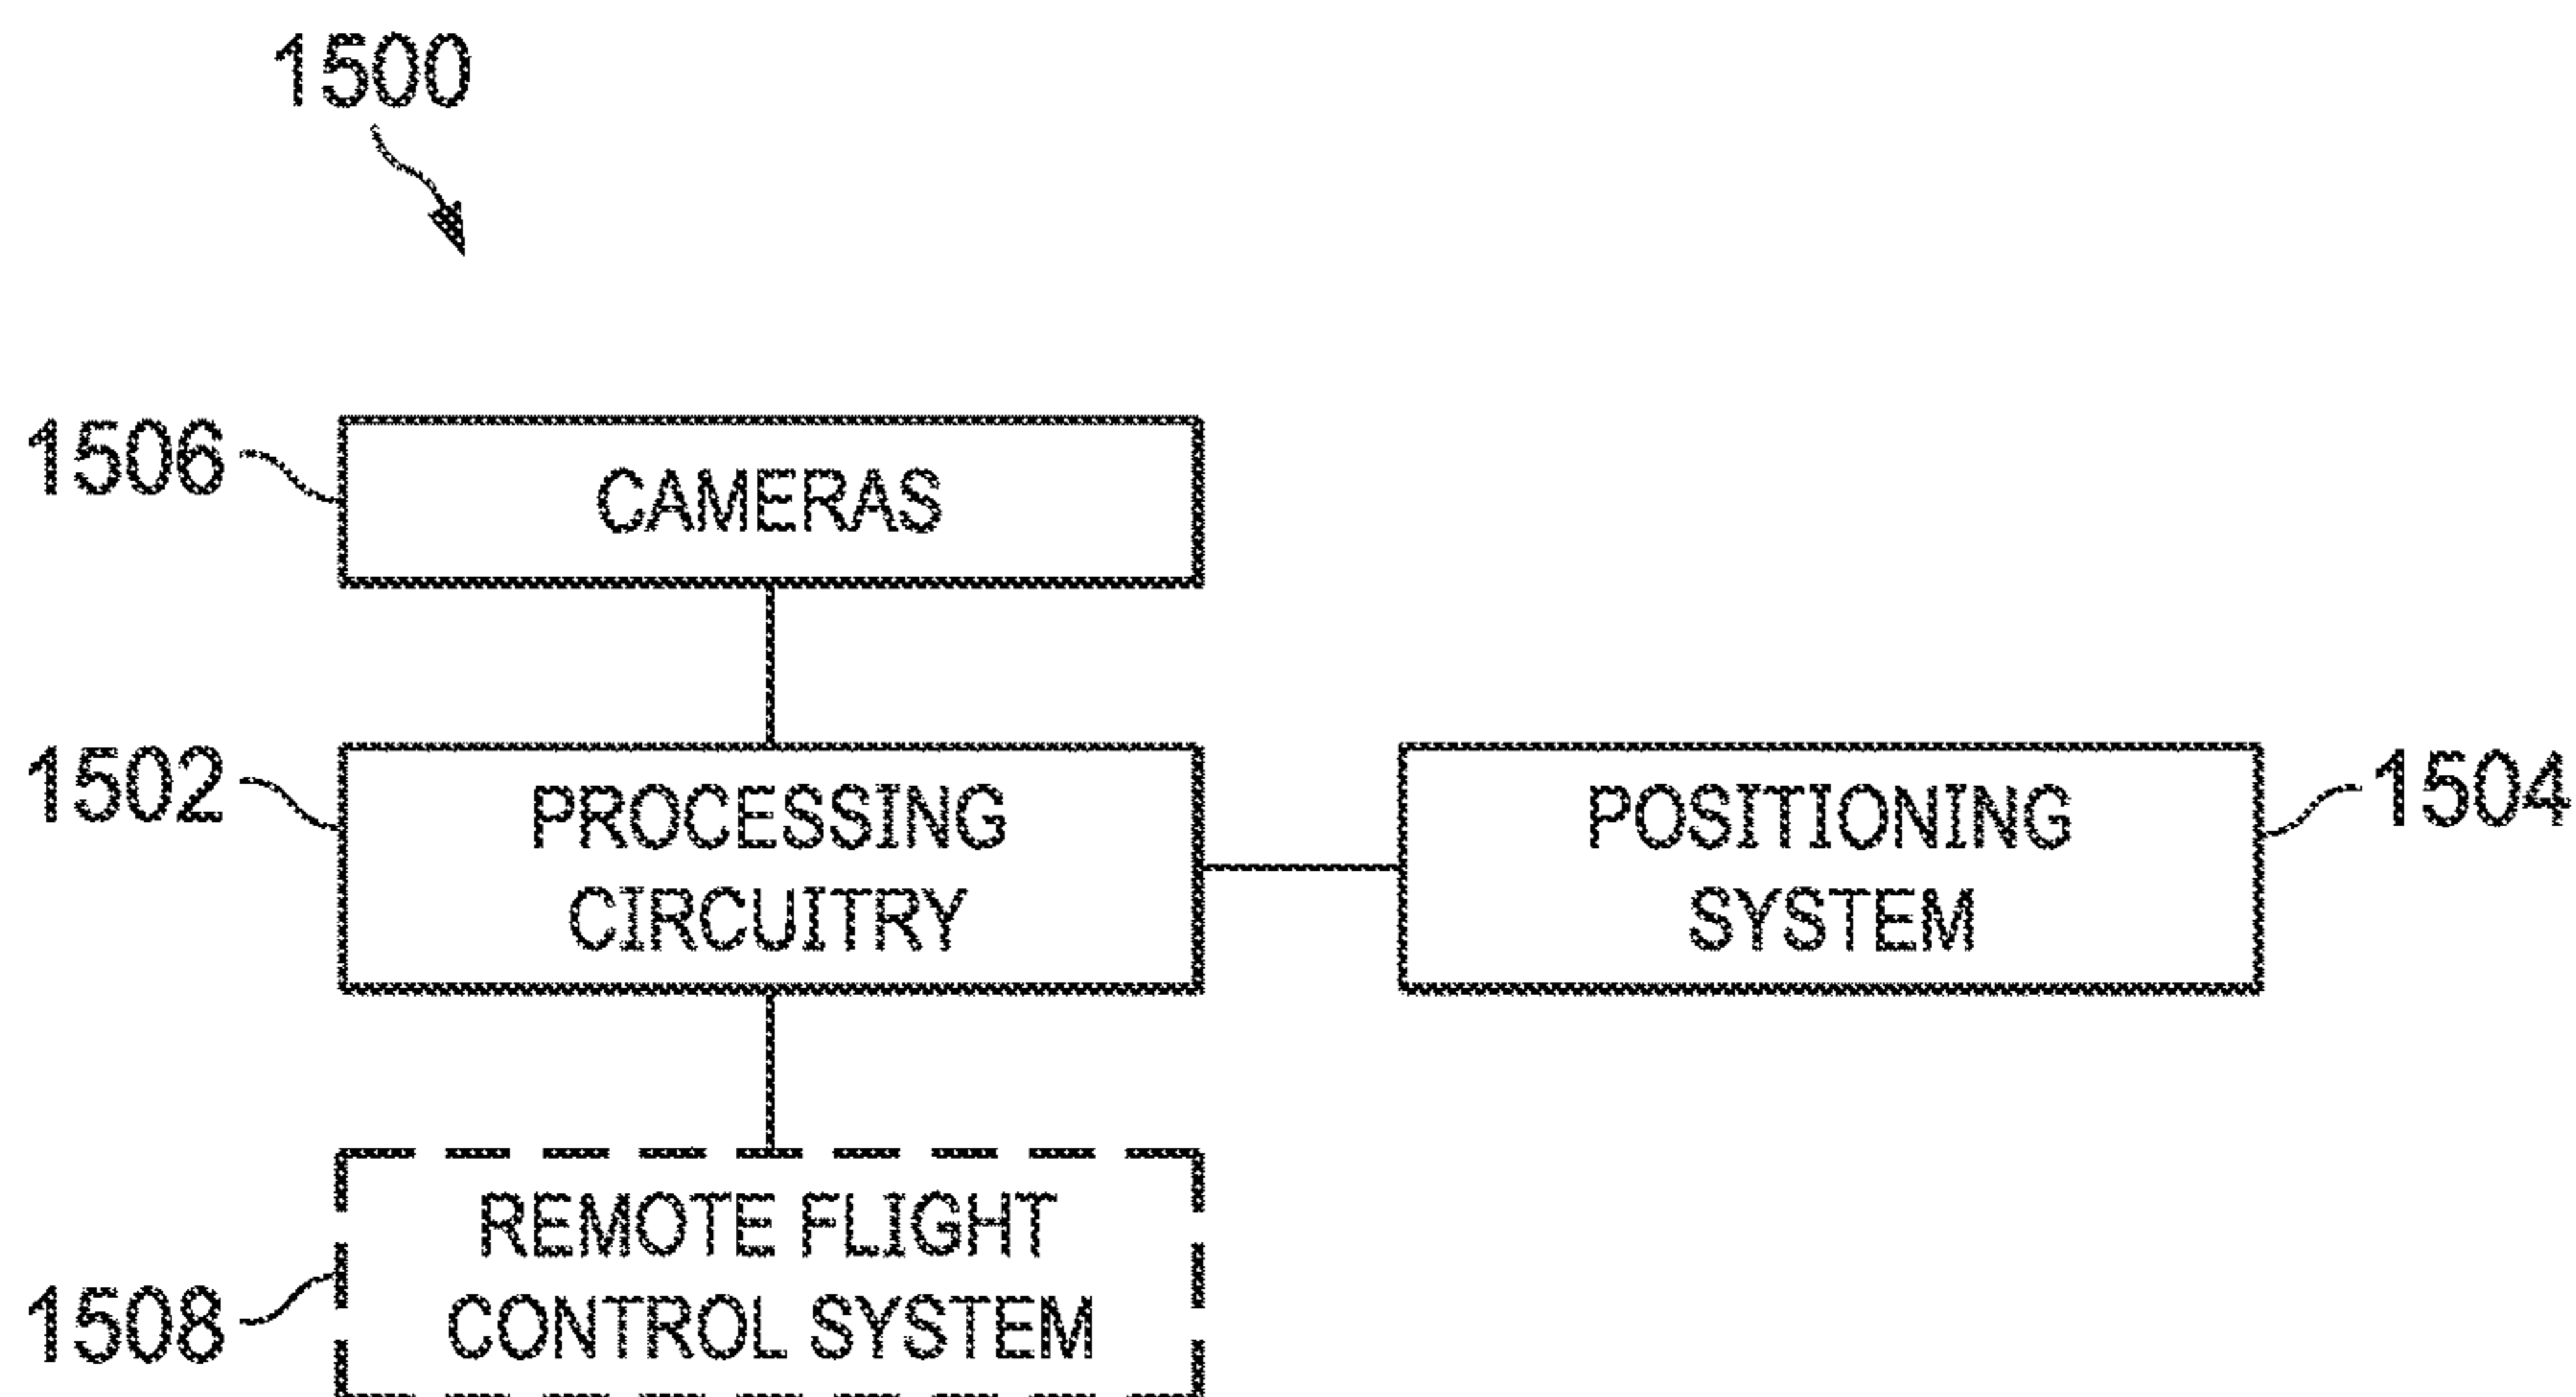 1500
1506
CAMERAS
1502
PROCESSING
CIRCUITRY
POSITIONING
SYSTEM
1504
REMOTE FLIGHT
CONTROL SYSTEM
1508